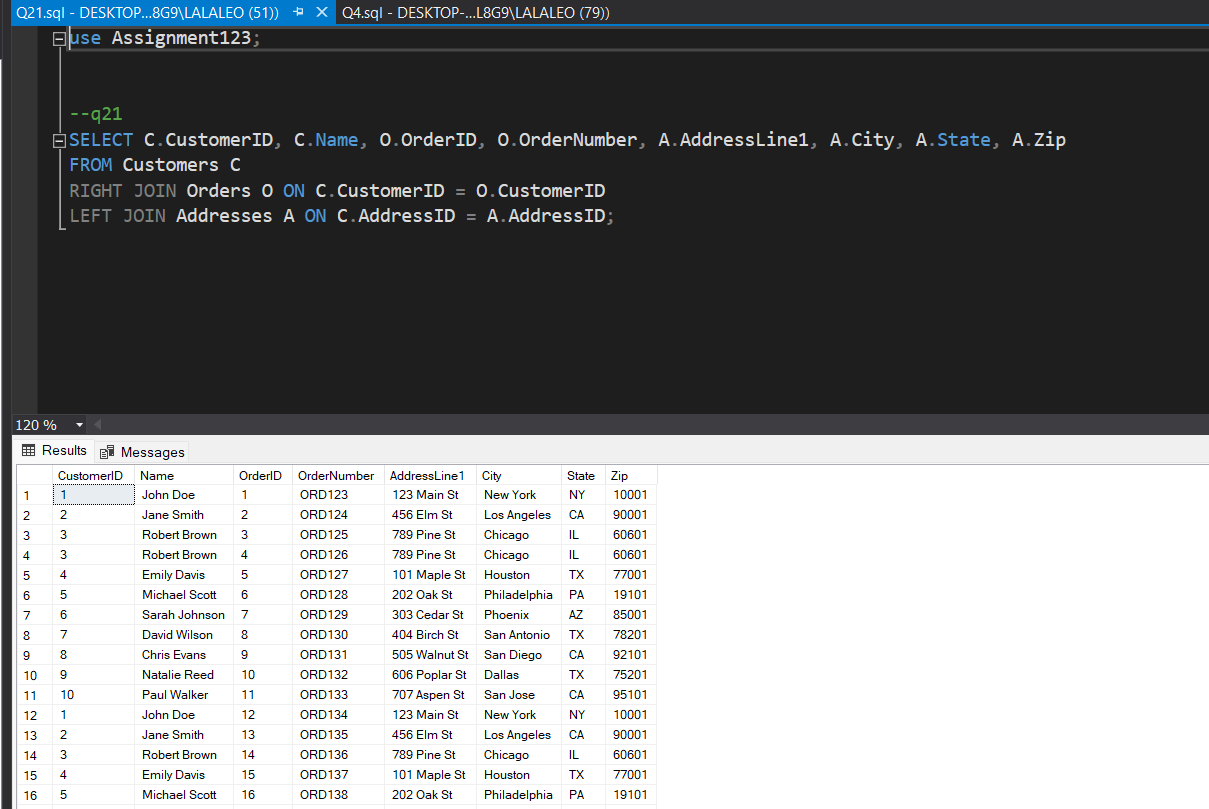 Q21.sql - DESKTOP...8G9\LALALEO (51)) Q4.sql - DESKTOP-...L8G9\LALALEO (79))
use Assignment123;
--q21
SELECT C.CustomerID, C.Name, O.OrderID, O.OrderNumber, A.AddressLine1, A.City, A.State, A.Zip
FROM Customers C
RIGHT JOIN Orders O ON C.CustomerID = O.CustomerID
LEFT JOIN Addresses A ON C.AddressID = A.AddressID;
120 %
Results Messages
CustomerID Name OrderID OrderNumber AddressLine1 City State Zip
1 1 John Doe 1 ORD123 123 Main St New York NY 10001
2 2 Jane Smith 2 ORD124 456 Elm St Los Angeles CA 90001
3 3 Robert Brown 3 ORD125 789 Pine St Chicago IL 60601
4 3 Robert Brown 4 ORD126 789 Pine St Chicago IL 60601
5 4 Emily Davis 5 ORD127 101 Maple St Houston TX 77001
6 5 Michael Scott 6 ORD128 202 Oak St Philadelphia PA 19101
7 6 Sarah Johnson 7 ORD129 303 Cedar St Phoenix AZ 85001
8 7 David Wilson 8 ORD130 404 Birch St San Antonio TX 78201
9 8 Chris Evans 9 ORD131 505 Walnut St San Diego CA 92101
10 9 Natalie Reed 10 ORD132 606 Poplar St Dallas TX 75201
11 10 Paul Walker 11 ORD133 707 Aspen St San Jose CA 95101
12 1 John Doe 12 ORD134 123 Main St New York NY 10001
13 2 Jane Smith 13 ORD135 456 Elm St Los Angeles CA 90001
14 3 Robert Brown 14 ORD136 789 Pine St Chicago IL 60601
15 4 Emily Davis 15 ORD137 101 Maple St Houston TX 77001
16 5 Michael Scott 16 ORD138 202 Oak St Philadelphia PA 19101